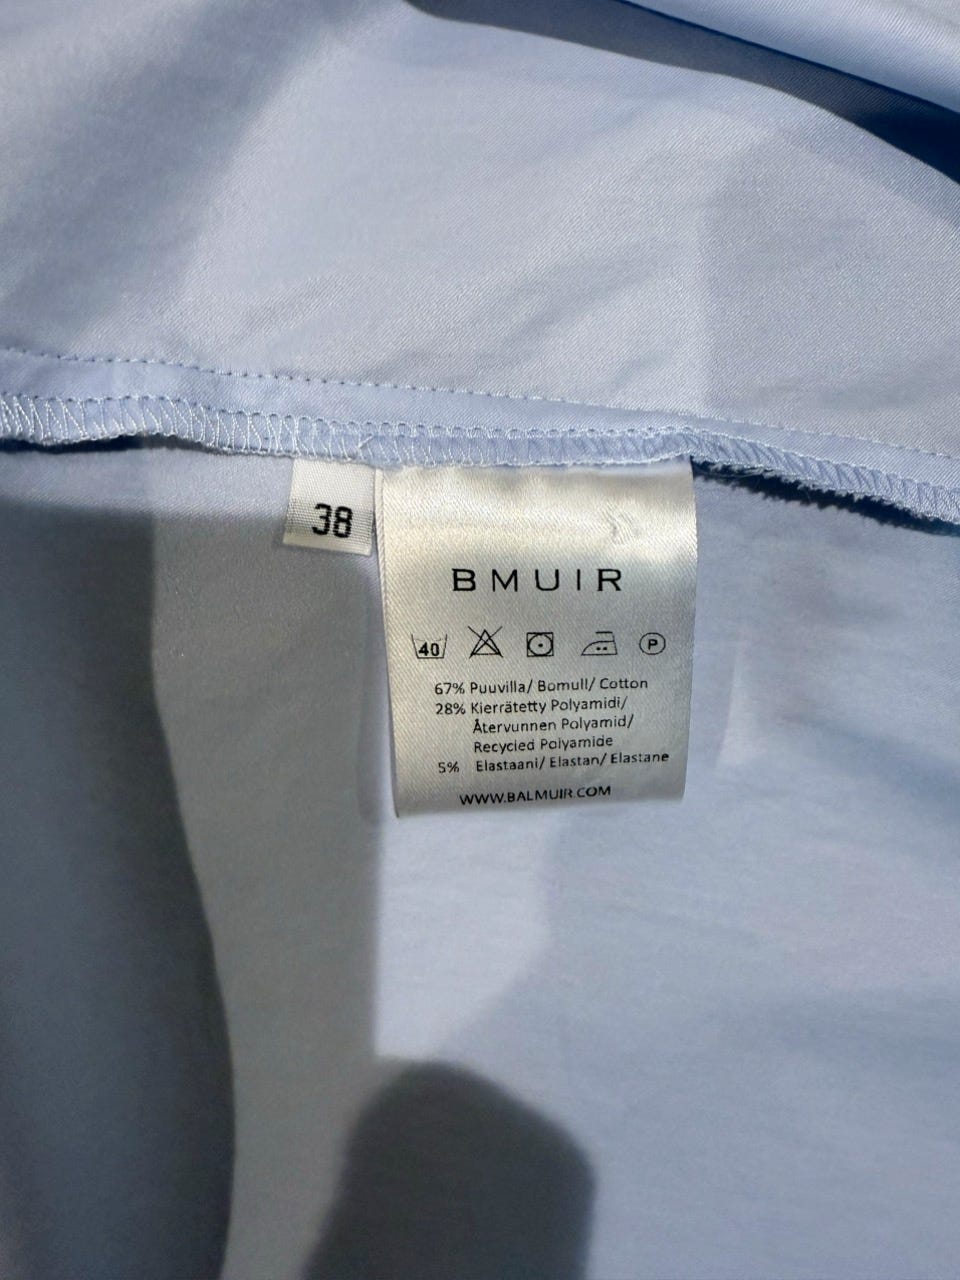 38
BMUIR
40 P
67% Puuvilla/ Bomull/ Cotton
28% Kierrätetty Polyamidi/
Återvunnen Polyamid/
Recycled Polyamide
5% Elastaani/ Elastan/ Elastane
WWW.BALMUIR.COM